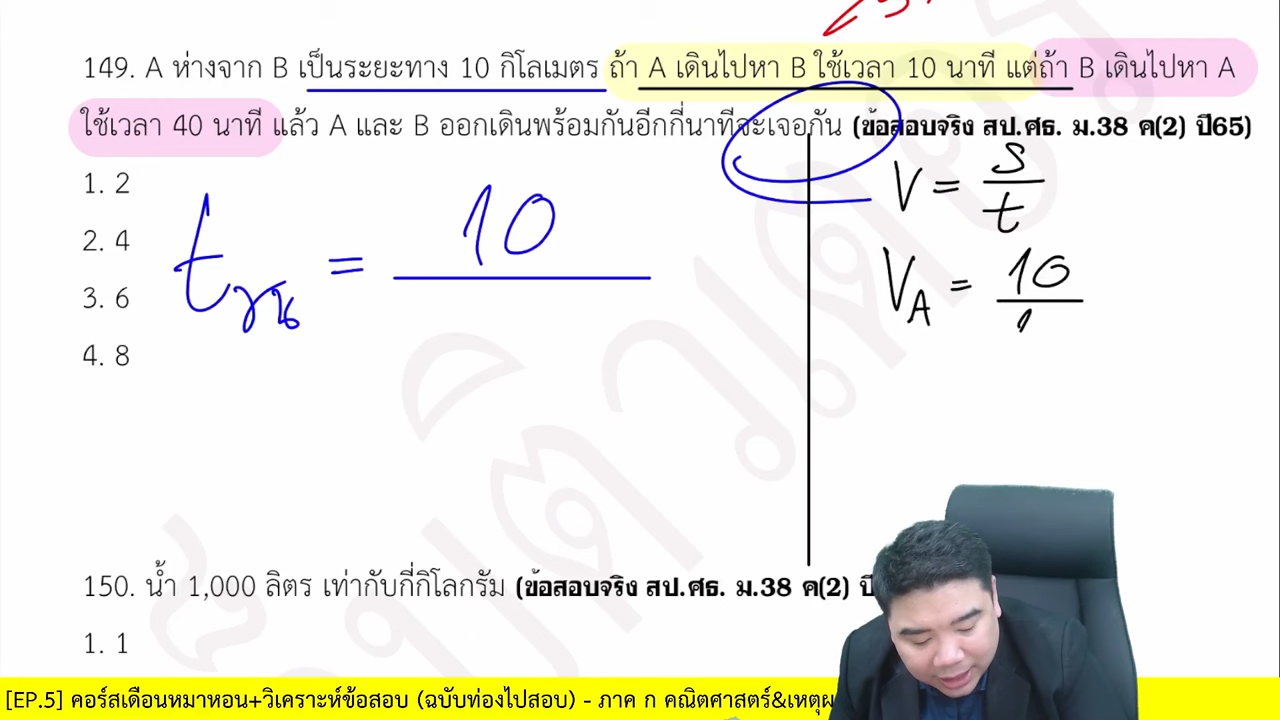 149. A ห่างจาก B เป็นระยะทาง 10 กิโลเมตร ถ้า A เดินไปหา B ใช้เวลา 10 นาที แต่ถ้า B เดินไปหา A
ใช้เวลา 40 นาที แล้ว A และ B ออกเดินพร้อมกันอีกกี่นาทีจะเจอกัน (ข้อสอบจริง สป.ศธ. ม.38 ค(2) ปี65)
1. 2
2. 4
3. 6
4. 8
t =
10
V = S/t
V_A = 10
150. น้ำ 1,000 ลิตร เท่ากับกี่กิโลกรัม (ข้อสอบจริง สป.ศธ. ม.38 ค(2) ปี
1. 1
[EP.5] คอร์สเดือนหมาหอน+วิเคราะห์ข้อสอบ (ฉบับท่องไปสอบ) - ภาค ก คณิตศาสตร์&เหตุผ